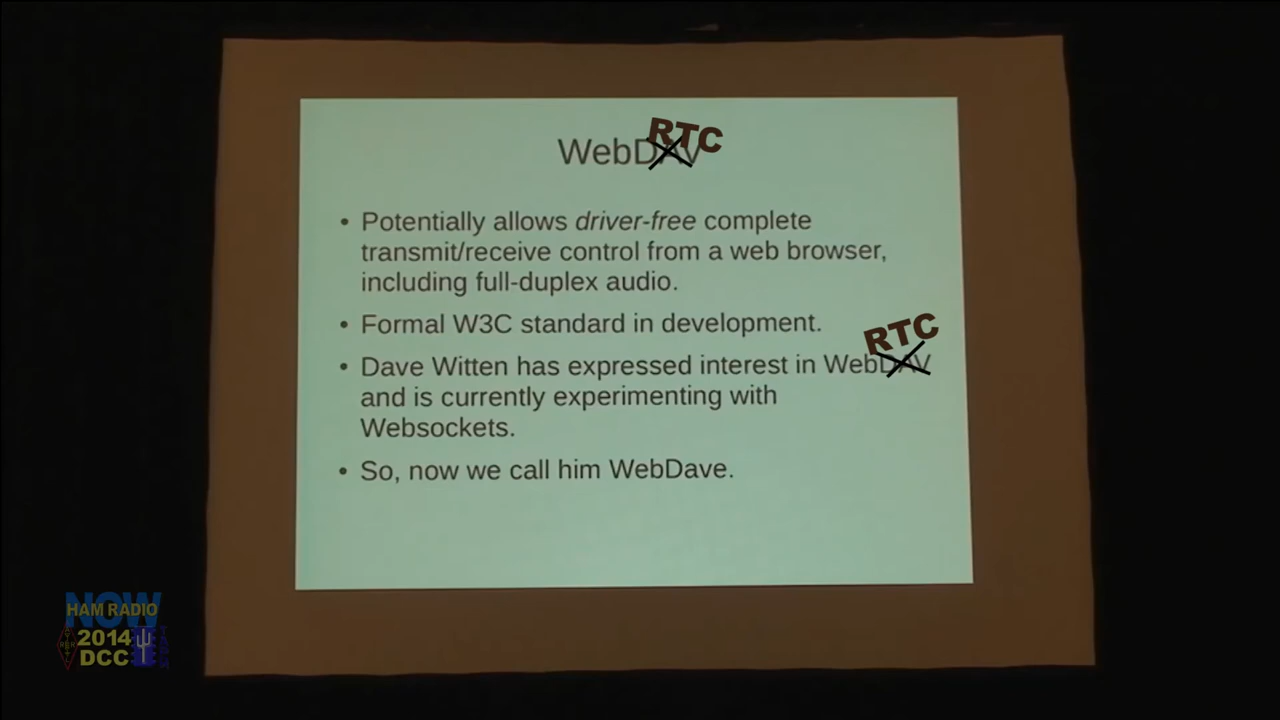 RTC
WebDAV
• Potentially allows driver-free complete
transmit/receive control from a web browser,
including full-duplex audio.
• Formal W3C standard in development.
RTC
• Dave Witten has expressed interest in WebDAV
and is currently experimenting with
Websockets.
• So, now we call him WebDave.
NOW
HAM RADIO
2014
DCC